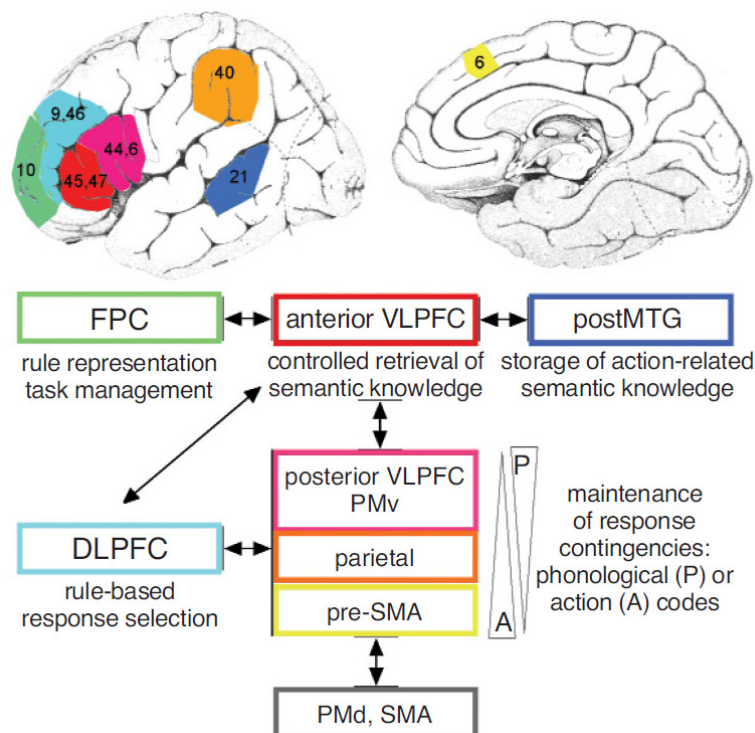 40
6
9,46
44,6
10
45,47
21
FPC
anterior VLPFC
postMTG
rule representation
task management
controlled retrieval of
semantic knowledge
storage of action-related
semantic knowledge
posterior VLPFC
PMv
P
maintenance
of response
contingencies:
phonological (P) or
action (A) codes
DLPFC
parietal
rule-based
response selection
pre-SMA
A
PMd, SMA